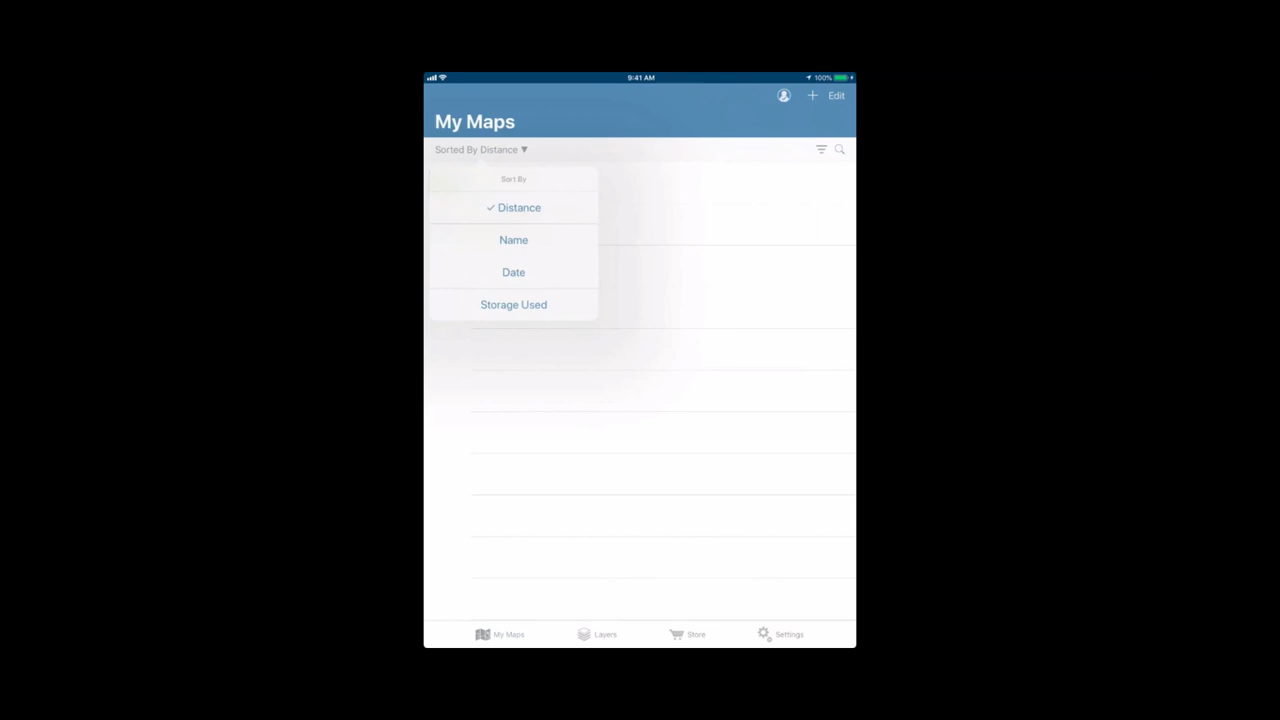 9:41 AM
100%
Edit
My Maps
Sorted By Distance ▼
Sort By
✓ Distance
Name
Date
Storage Used
My Maps
Layers
Store
Settings